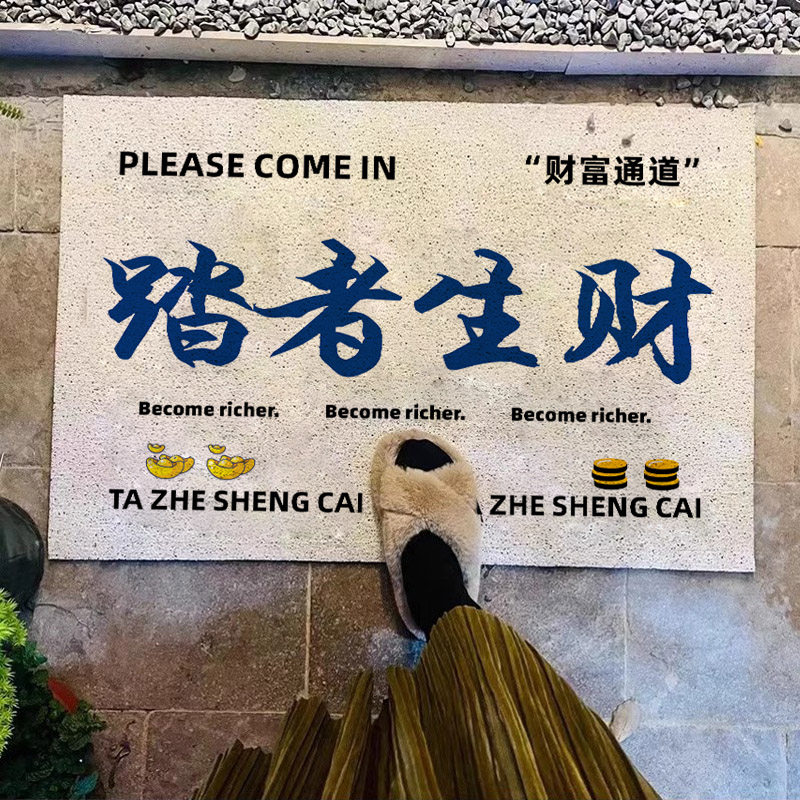 PLEASE COME IN
“财富通道”
踏者生财
Become richer. Become richer. Become richer.
TA ZHE SHENG CAI
ZHE SHENG CAI